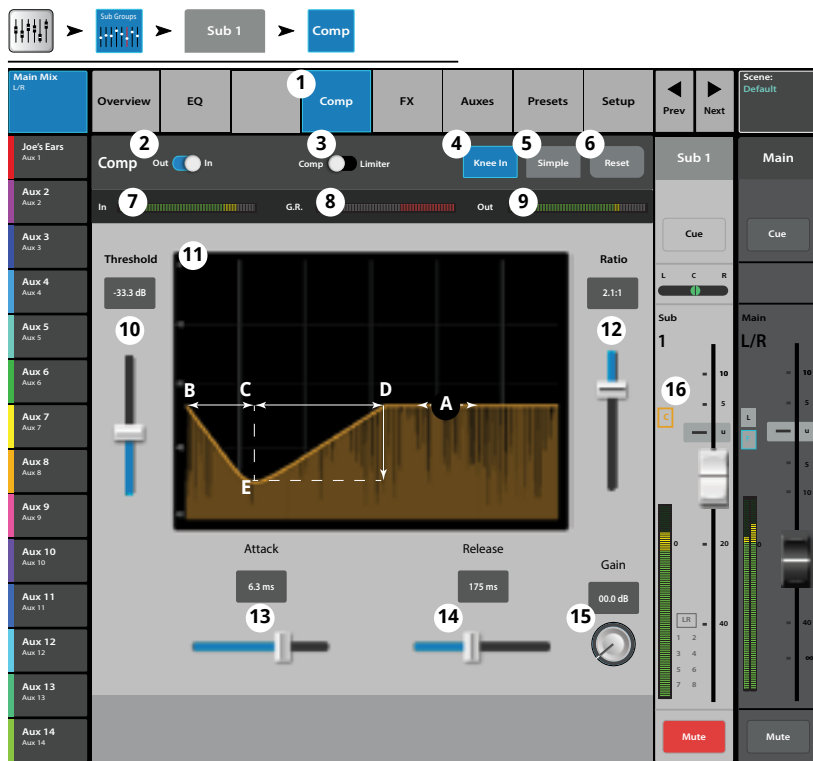 Sub Groups
Sub 1
Comp
Main Mix
L/R
1
Overview
EQ
Comp
FX
Auxes
Presets
Setup
Prev
Next
Scene:
Default
Joe's Ears
Aux 1
2
Comp
Out
In
3
Comp
Limiter
4
Knee In
5
Simple
6
Reset
Sub 1
Main
Aux 2
Aux 2
In
7
G.R.
8
Out
9
Aux 3
Aux 3
Cue
Cue
Threshold
11
Ratio
L C R
Aux 4
Aux 4
-33.3 dB
2.1:1
Aux 5
Aux 5
10
12
Sub
1
Main
L/R
Aux 6
Aux 6
10
10
B
C
D
A
16
5
5
Aux 7
Aux 7
C
L
u
u
Aux 8
Aux 8
5
E
10
Aux 9
Aux 9
Aux 10
Aux 10
Attack
Release
0
20
0
20
Gain
Aux 11
Aux 11
6.3 ms
175 ms
00.0 dB
13
14
15
LR
40
40
Aux 12
Aux 12
1 2
3 4
5 6
7 8
∞
Aux 13
Aux 13
Aux 14
Aux 14
Mute
Mute